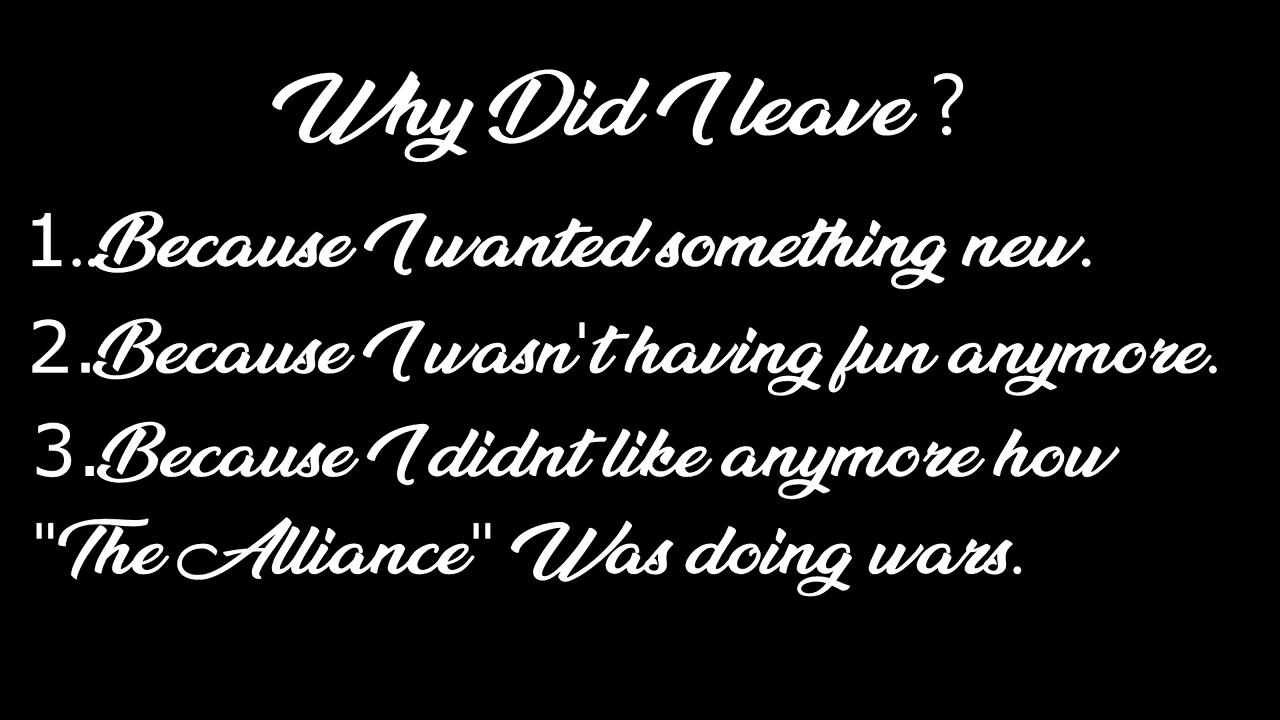 Why Did I leave ?
1..Because I wanted something new.
2.Because I wasn't having fun anymore.
3.Because I didnt like anymore how
"The Alliance" Was doing wars.